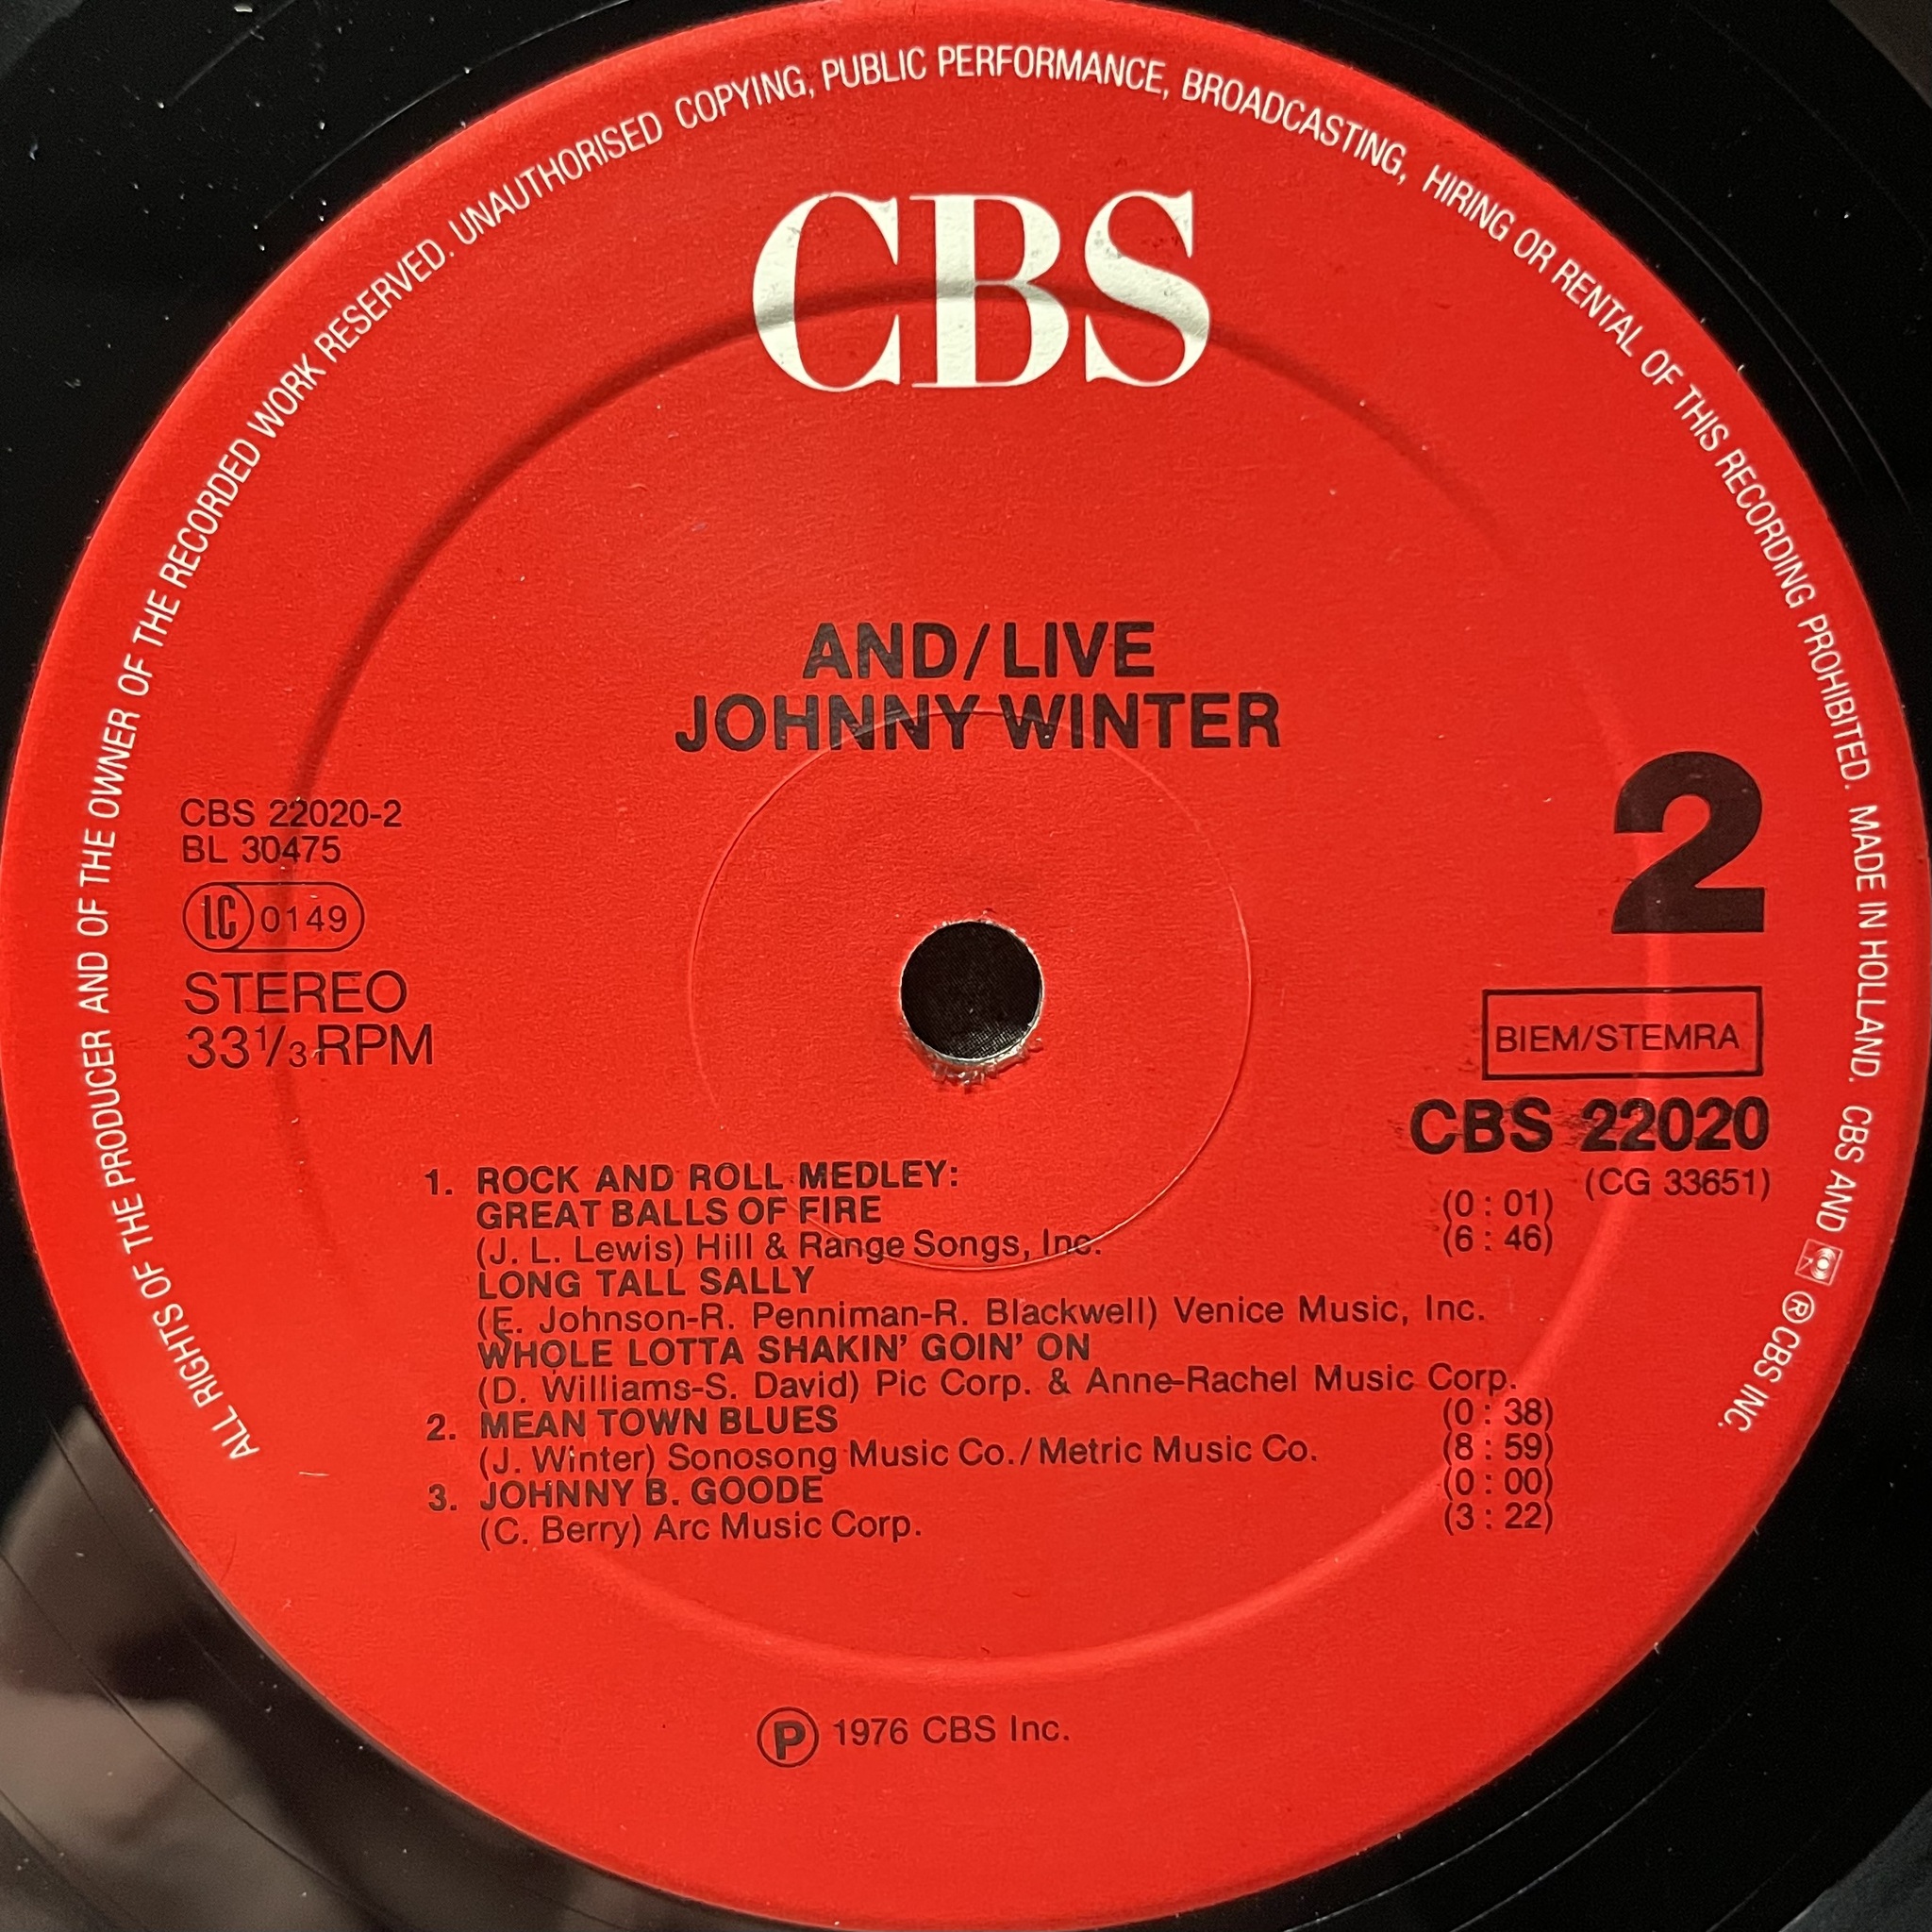 ALL RIGHTS OF THE PRODUCER AND OF THE OWNER OF THE RECORDED WORK RESERVED. UNAUTHORISED COPYING, PUBLIC PERFORMANCE, BROADCASTING, HIRING OR RENTAL OF THIS RECORDING PROHIBITED. MADE IN HOLLAND. CBS AND ® CBS INC.
CBS
AND/LIVE
JOHNNY WINTER
CBS 22020-2
BL 30475
LC 0149
STEREO
33 1/3 RPM
2
BIEM/STEMRA
CBS 22020
(CG 33651)
1. ROCK AND ROLL MEDLEY:
GREAT BALLS OF FIRE (0 : 01)
(J. L. Lewis) Hill & Range Songs, Inc. (6 : 46)
LONG TALL SALLY
(E. Johnson-R. Penniman-R. Blackwell) Venice Music, Inc.
WHOLE LOTTA SHAKIN' GOIN' ON
(D. Williams-S. David) Pic Corp. & Anne-Rachel Music Corp.
2. MEAN TOWN BLUES (0 : 38)
(J. Winter) Sonosong Music Co./Metric Music Co. (8 : 59)
3. JOHNNY B. GOODE (0 : 00)
(C. Berry) Arc Music Corp. (3 : 22)
Ⓟ 1976 CBS Inc.